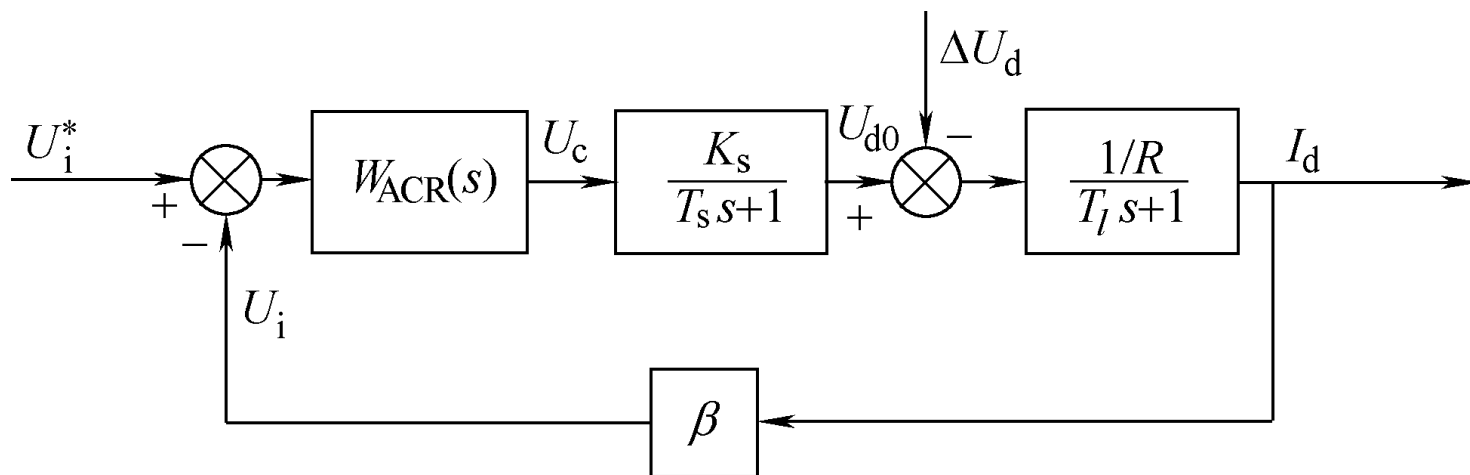 ΔU_d
U_i^*
+
−
W_ACR(s)
U_c
K_s
T_s s+1
U_d0
+
−
1/R
T_l s+1
I_d
U_i
β